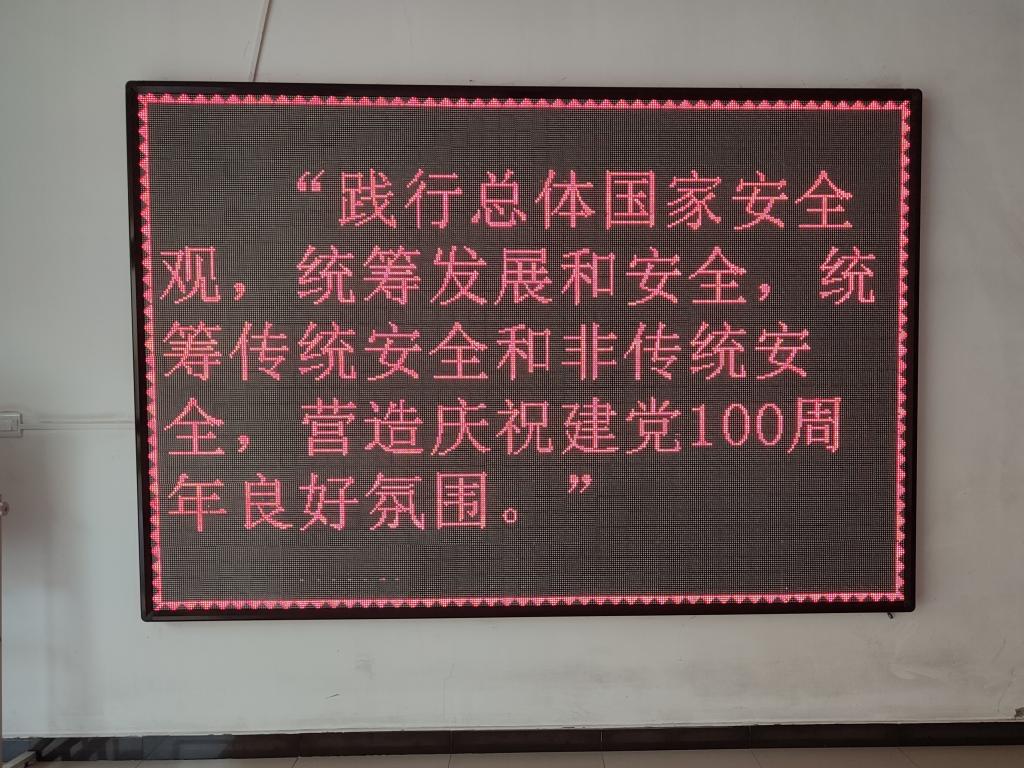 “践行总体国家安全
观，统筹发展和安全，统
筹传统安全和非传统安
全，营造庆祝建党100周
年良好氛围。”